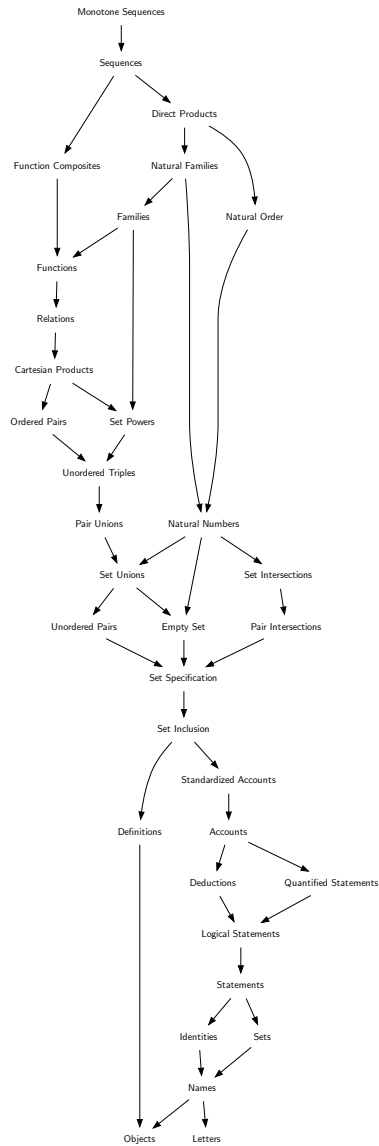 Monotone Sequences
Sequences
Direct Products
Function Composites
Natural Families
Families
Natural Order
Functions
Relations
Cartesian Products
Ordered Pairs
Set Powers
Unordered Triples
Pair Unions
Natural Numbers
Set Unions
Set Intersections
Unordered Pairs
Empty Set
Pair Intersections
Set Specification
Set Inclusion
Standardized Accounts
Definitions
Accounts
Deductions
Quantified Statements
Logical Statements
Statements
Identities
Sets
Names
Objects
Letters